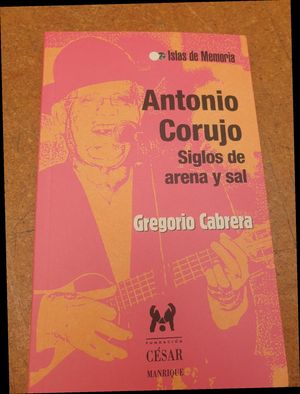 Islas de Memoria
Antonio
Corujo
Siglos de
arena y sal
Gregorio Cabrera
FUNDACIÓN
CÉSAR
MANRIQUE